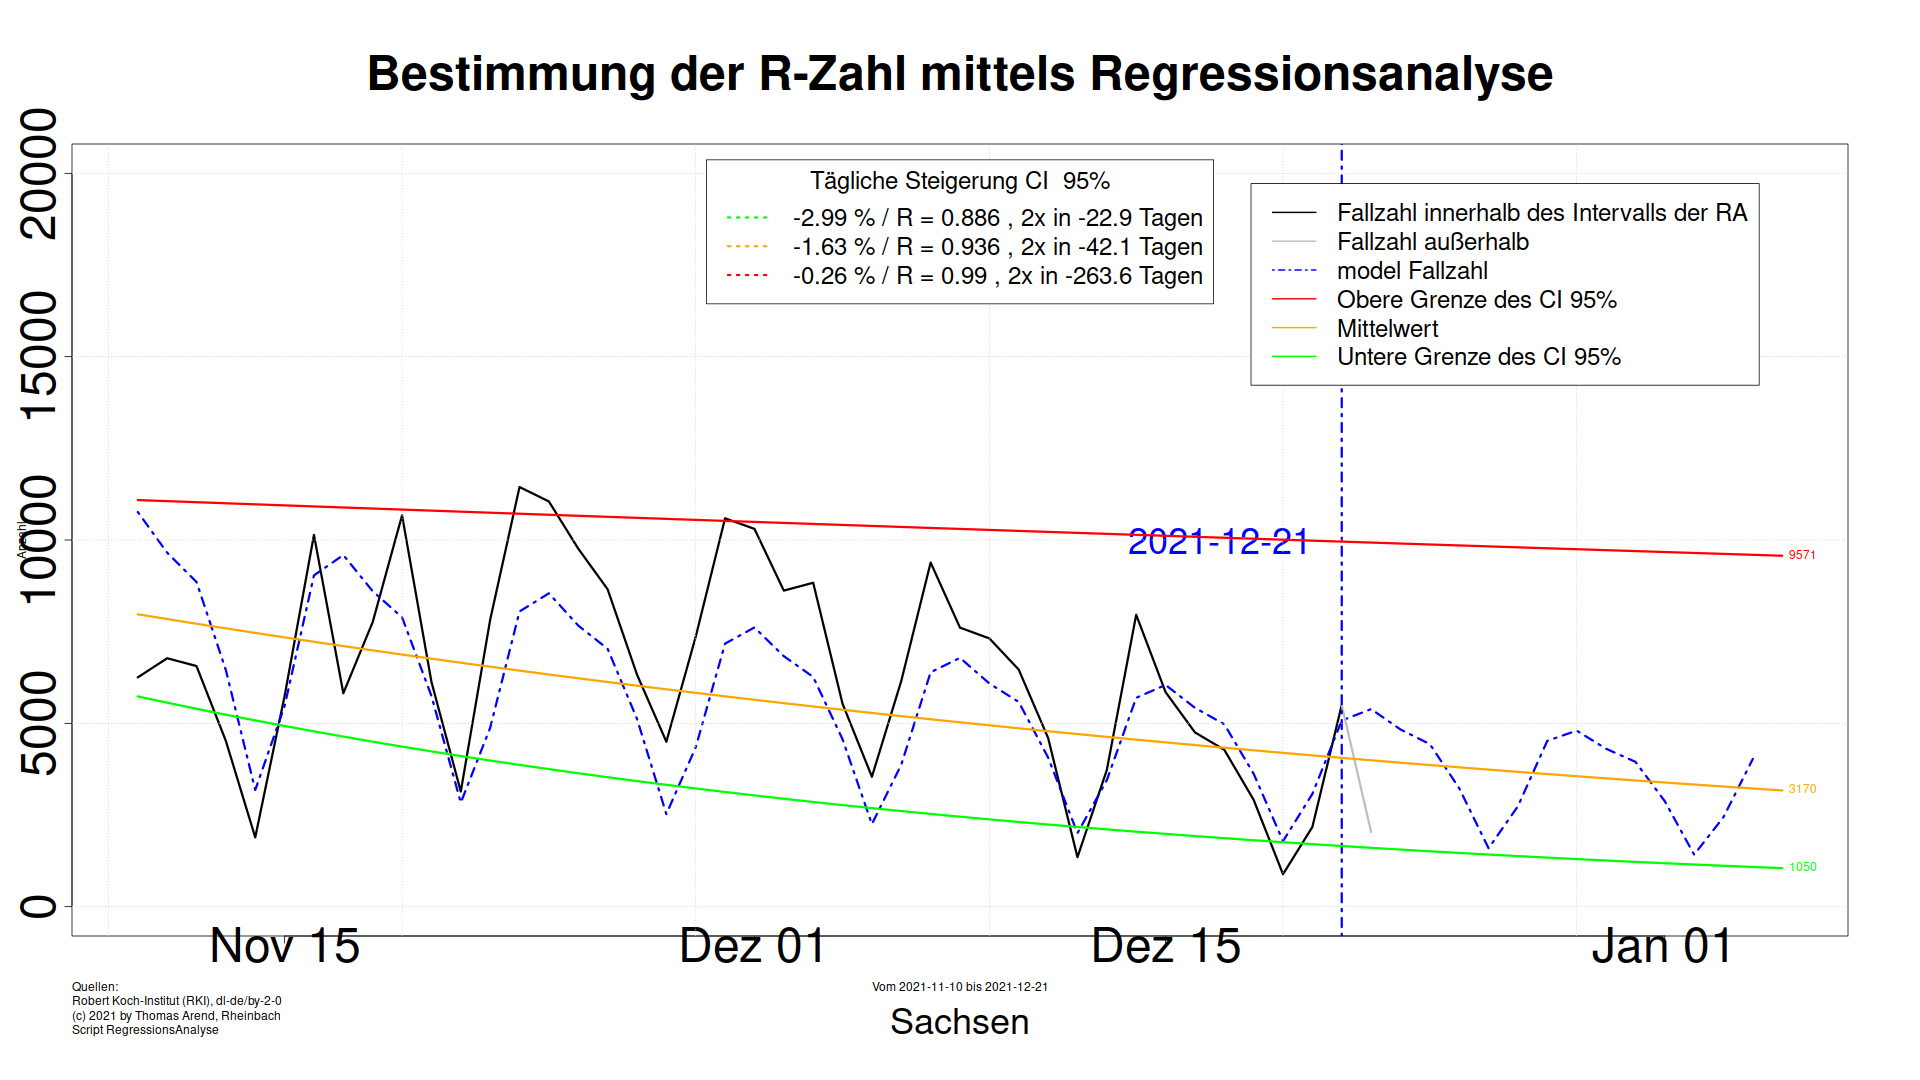 Bestimmung der R-Zahl mittels Regressionsanalyse
Anzahl
20000
15000
10000
5000
0
Tägliche Steigerung CI  95%
-2.99 % / R = 0.886 , 2x in -22.9 Tagen
-1.63 % / R = 0.936 , 2x in -42.1 Tagen
-0.26 % / R = 0.99 , 2x in -263.6 Tagen
Fallzahl innerhalb des Intervalls der RA
Fallzahl außerhalb
model Fallzahl
Obere Grenze des CI 95%
Mittelwert
Untere Grenze des CI 95%
2021-12-21
9571
3170
1050
Nov 15
Dez 01
Dez 15
Jan 01
Quellen:
Robert Koch-Institut (RKI), dl-de/by-2-0
(c) 2021 by Thomas Arend, Rheinbach
Script RegressionsAnalyse
Vom 2021-11-10 bis 2021-12-21
Sachsen